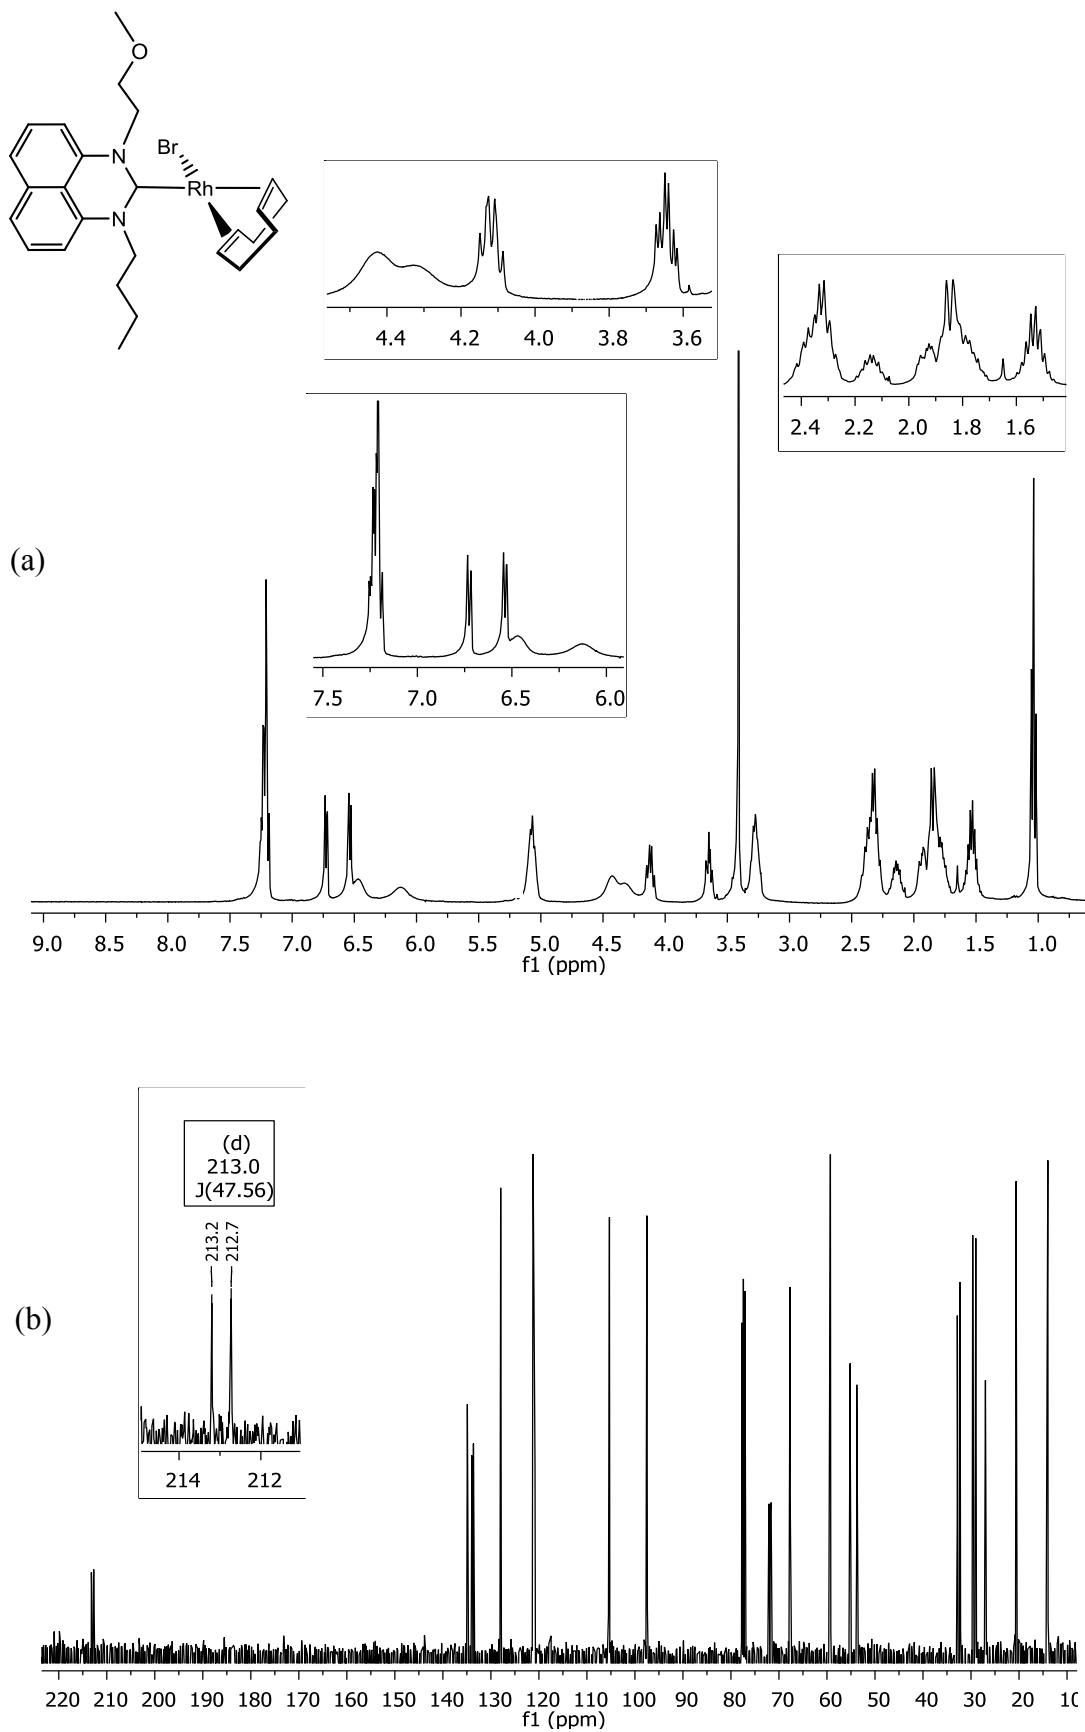 O
N
Br
Rh
N
4.4 4.2 4.0 3.8 3.6
2.4 2.2 2.0 1.8 1.6
7.5 7.0 6.5 6.0
(a)
9.0 8.5 8.0 7.5 7.0 6.5 6.0 5.5 5.0 4.5 4.0 3.5 3.0 2.5 2.0 1.5 1.0
f1 (ppm)
(d)
213.0
J(47.56)
213.2
212.7
214 212
(b)
220 210 200 190 180 170 160 150 140 130 120 110 100 90 80 70 60 50 40 30 20 10
f1 (ppm)